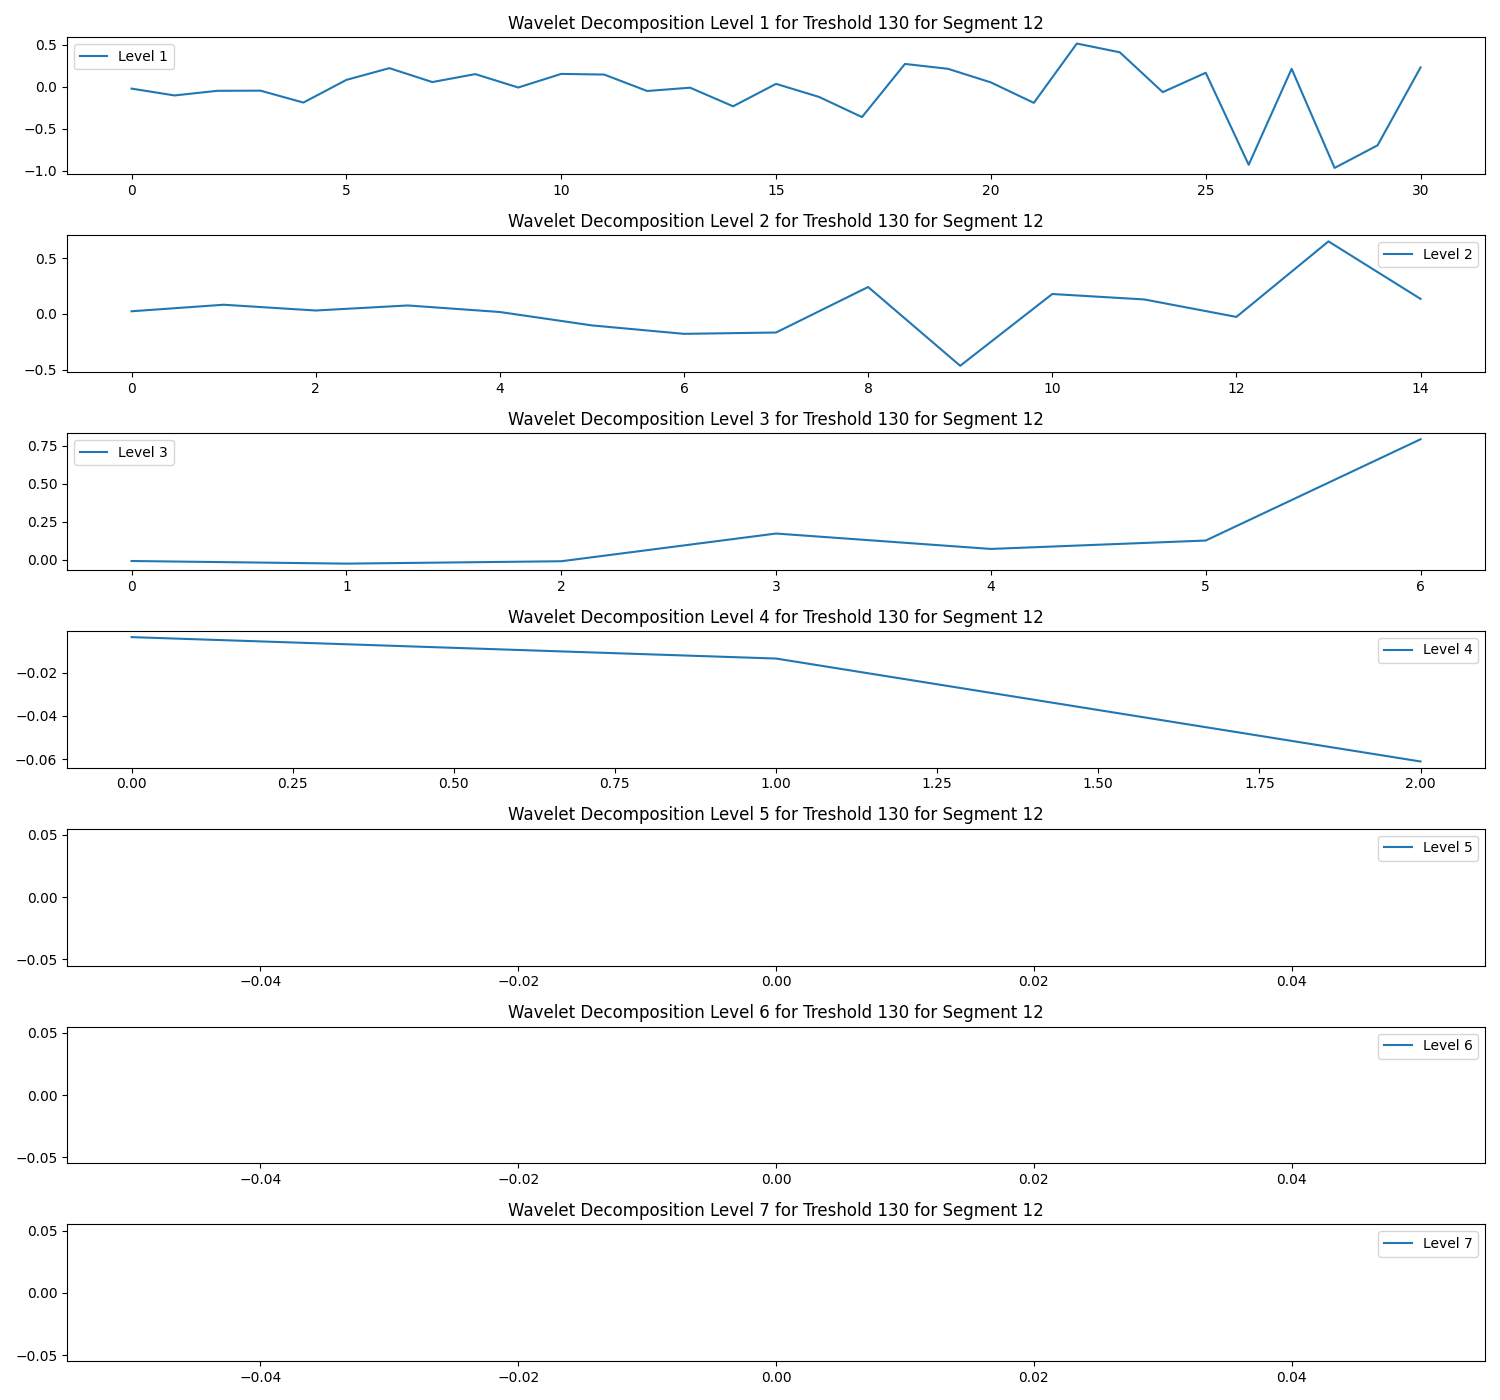 Wavelet Decomposition Level 1 for Treshold 130 for Segment 12
Level 1
0.5
0.0
−0.5
−1.0
0 5 10 15 20 25 30
Wavelet Decomposition Level 2 for Treshold 130 for Segment 12
Level 2
0.5
0.0
−0.5
0 2 4 6 8 10 12 14
Wavelet Decomposition Level 3 for Treshold 130 for Segment 12
Level 3
0.75
0.50
0.25
0.00
0 1 2 3 4 5 6
Wavelet Decomposition Level 4 for Treshold 130 for Segment 12
Level 4
−0.02
−0.04
−0.06
0.00 0.25 0.50 0.75 1.00 1.25 1.50 1.75 2.00
Wavelet Decomposition Level 5 for Treshold 130 for Segment 12
Level 5
0.05
0.00
−0.05
−0.04 −0.02 0.00 0.02 0.04
Wavelet Decomposition Level 6 for Treshold 130 for Segment 12
Level 6
0.05
0.00
−0.05
−0.04 −0.02 0.00 0.02 0.04
Wavelet Decomposition Level 7 for Treshold 130 for Segment 12
Level 7
0.05
0.00
−0.05
−0.04 −0.02 0.00 0.02 0.04